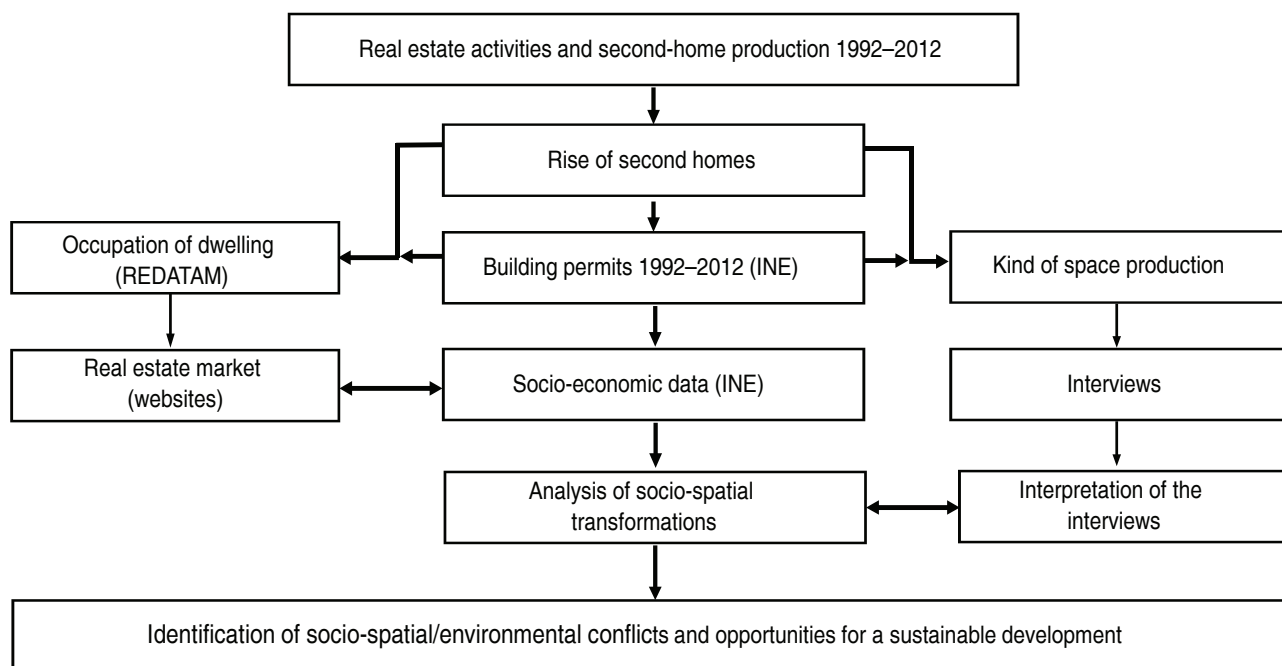 Real estate activities and second-home production 1992–2012
Rise of second homes
Occupation of dwelling
(REDATAM)
Building permits 1992–2012 (INE)
Kind of space production
Real estate market
(websites)
Socio-economic data (INE)
Interviews
Analysis of socio-spatial
transformations
Interpretation of the
interviews
Identification of socio-spatial/environmental conflicts and opportunities for a sustainable development